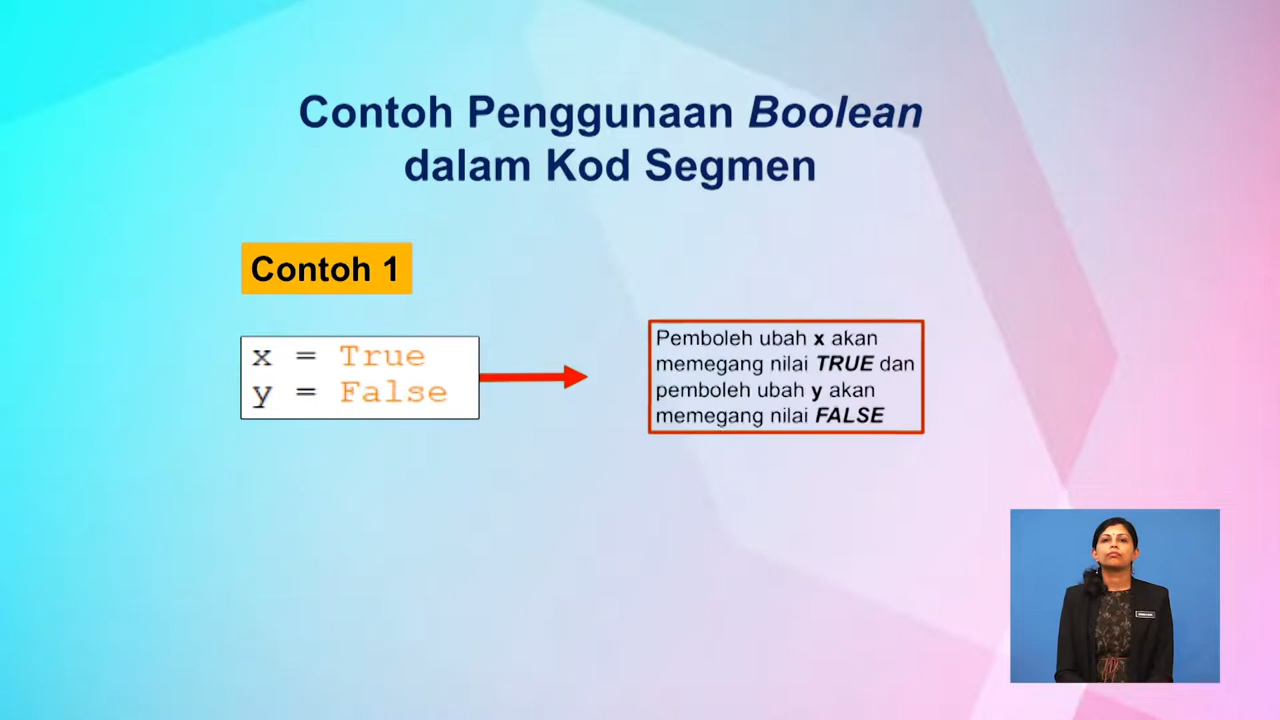 Contoh Penggunaan Boolean
dalam Kod Segmen
Contoh 1
x = True
y = False
Pemboleh ubah x akan
memegang nilai TRUE dan
pemboleh ubah y akan
memegang nilai FALSE